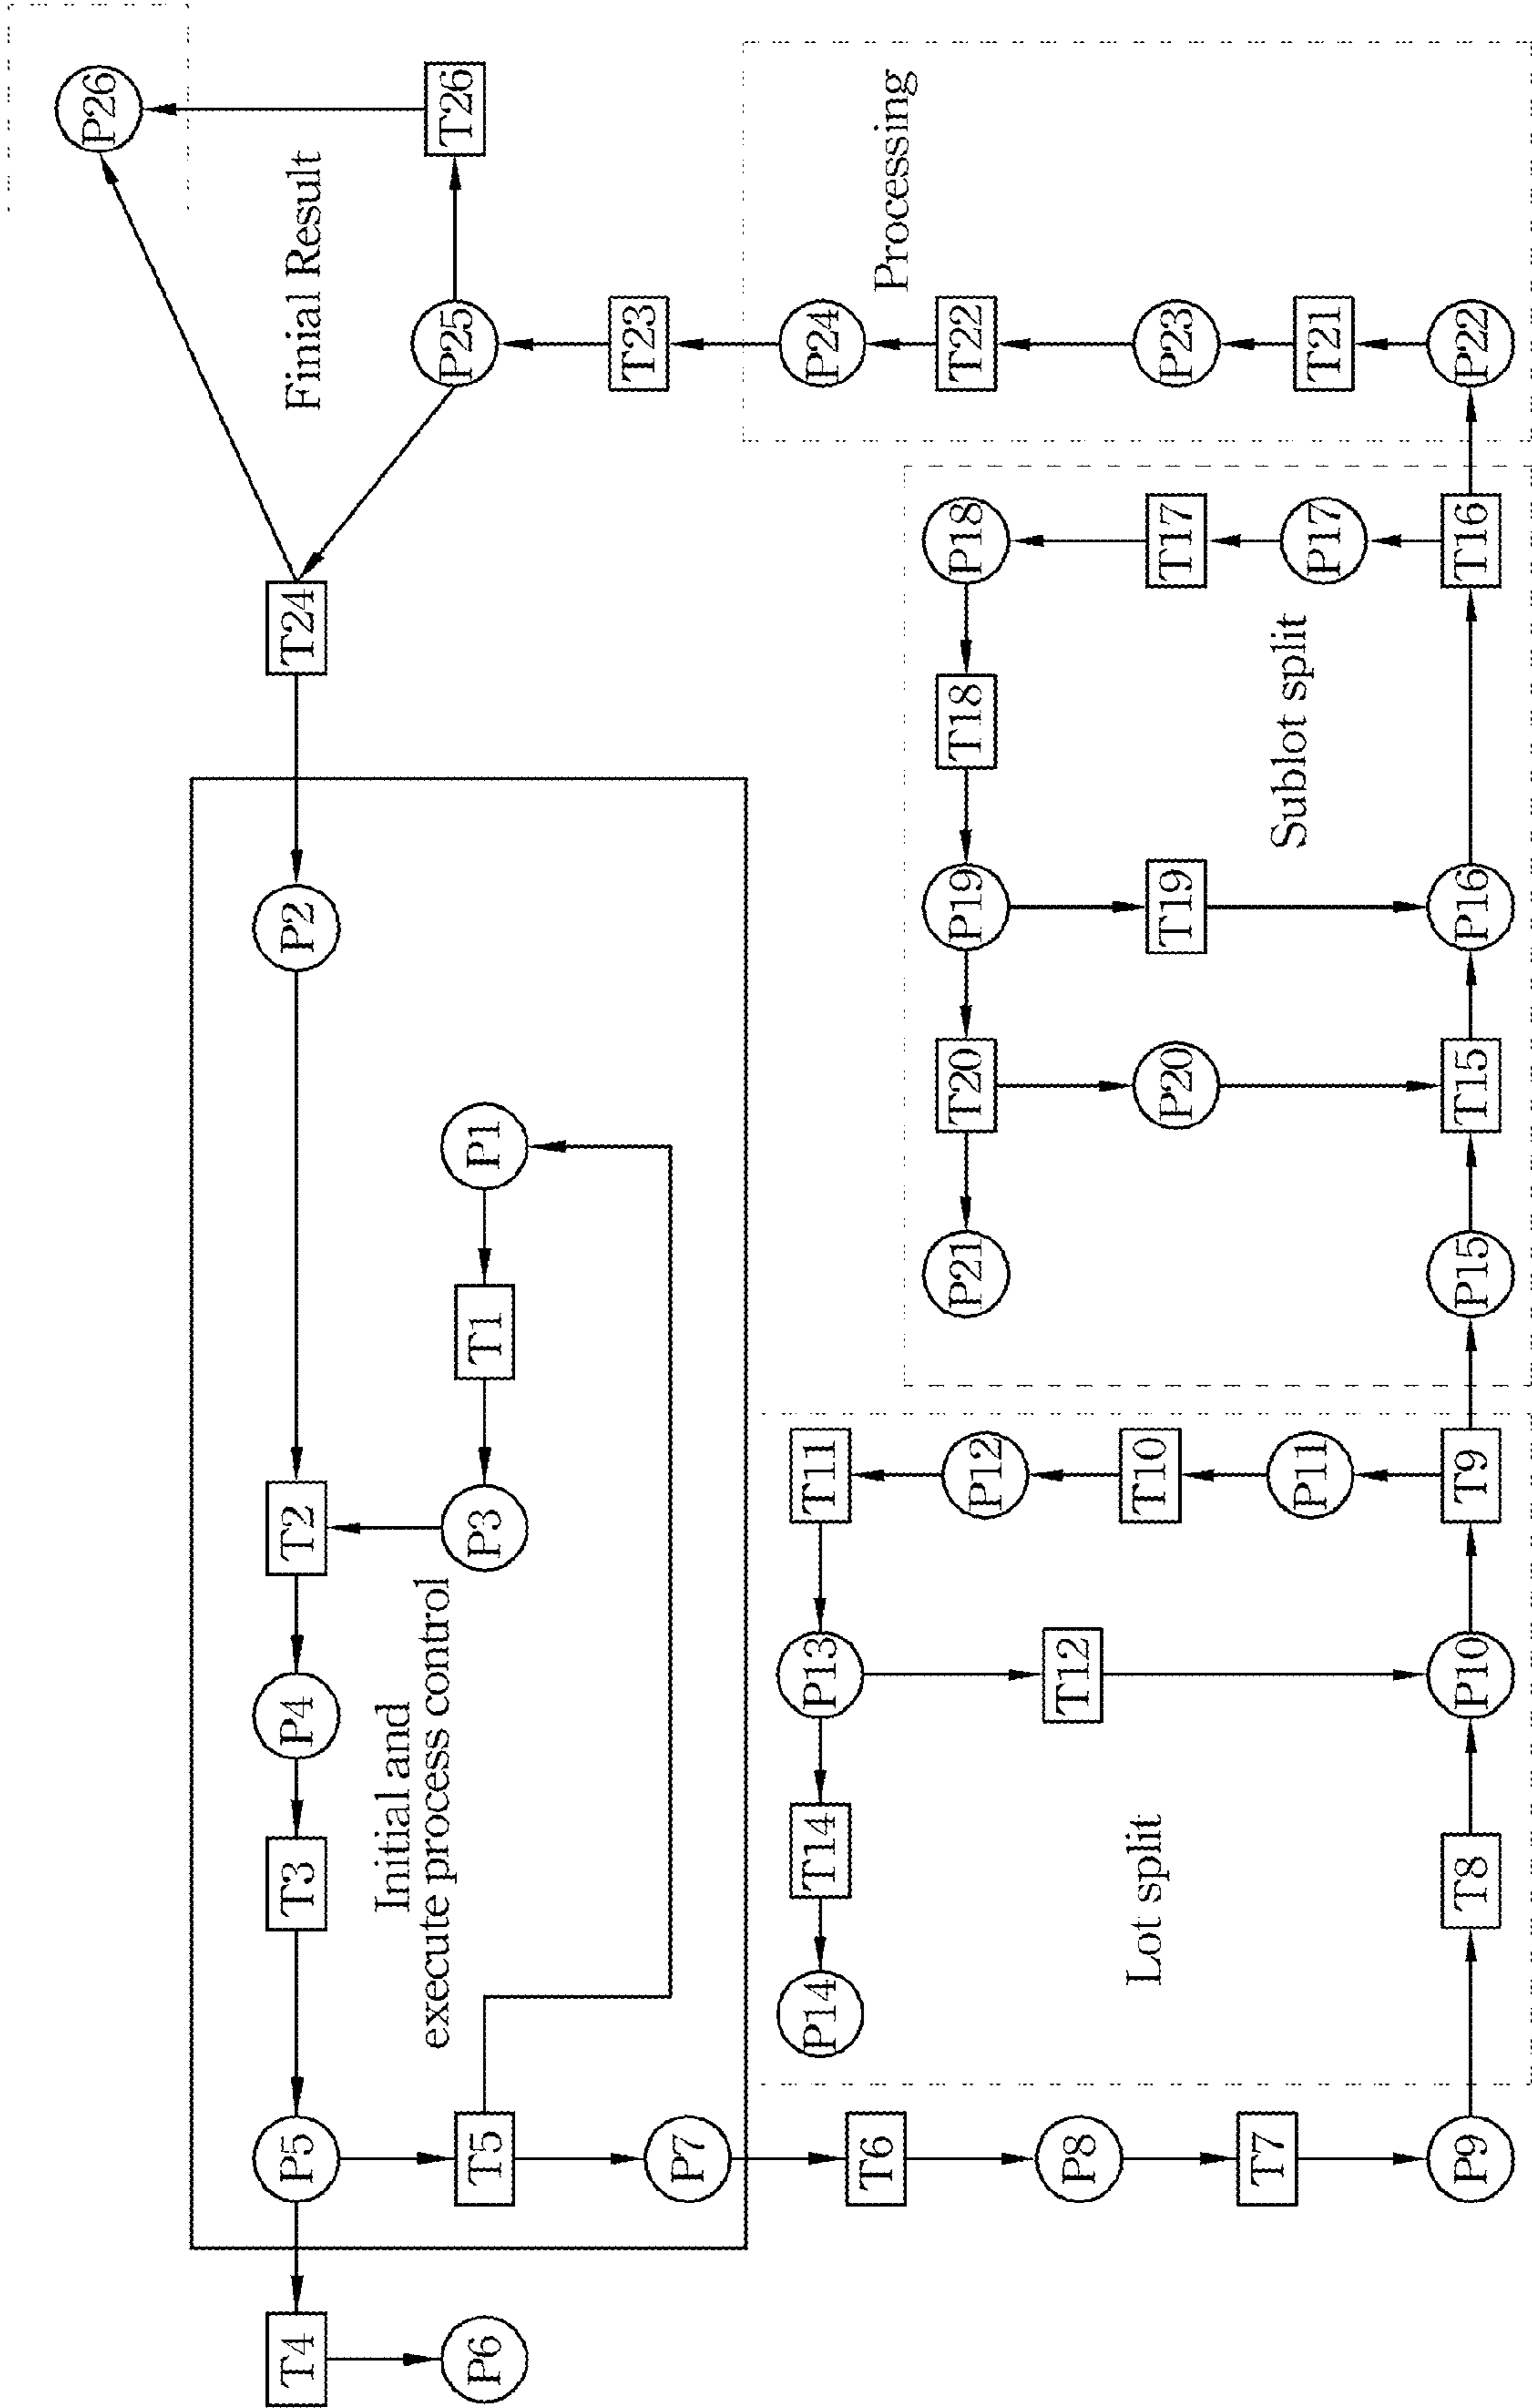 P26
T4
P5
T3
P4
T2
P2
T24
Finial Result
Initial and
execute process control
P6
T5
P3
T1
P1
P25
T26
T23
P7
P14
T14
P13
T11
P24
T6
Processing
P21
T20
P19
T18
P18
T22
P12
P8
T12
Lot split
T10
P20
T19
T17
P23
T7
Sublot split
P11
P17
T21
P9
T8
P10
T9
P15
T15
P16
T16
P22